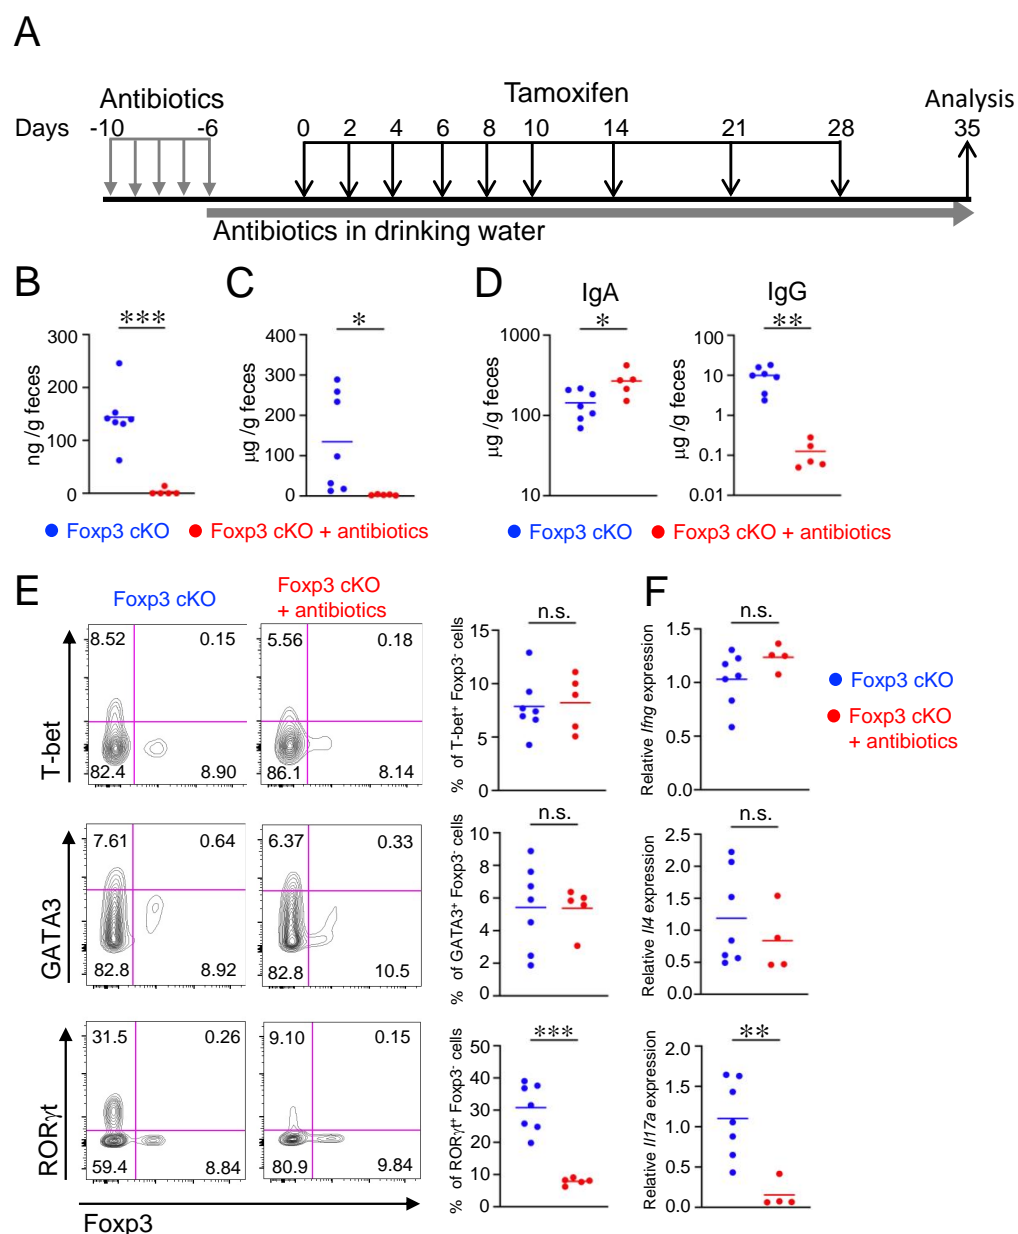 A
Antibiotics
Tamoxifen
Analysis
Days -10 -6 0 2 4 6 8 10 14 21 28 35
Antibiotics in drinking water
B
***
ng /g feces
300
200
100
0
C
*
µg /g feces
400
300
200
100
0
Foxp3 cKO Foxp3 cKO + antibiotics
D
IgA
*
µg /g feces
1000
100
10
IgG
**
µg /g feces
100
10
1
0.1
0.01
Foxp3 cKO Foxp3 cKO + antibiotics
E
Foxp3 cKO
Foxp3 cKO
+ antibiotics
T-bet
8.52 0.15
82.4 8.90
5.56 0.18
86.1 8.14
% of T-bet⁺ Foxp3⁻ cells
n.s.
15
10
5
0
GATA3
7.61 0.64
82.8 8.92
6.37 0.33
82.8 10.5
% of GATA3⁺ Foxp3⁻ cells
n.s.
10
8
6
4
2
0
RORγt
31.5 0.26
59.4 8.84
9.10 0.15
80.9 9.84
Foxp3
% of RORγt⁺ Foxp3⁻ cells
***
50
40
30
20
10
0
F
n.s.
Relative Ifng expression
1.5
1.0
0.5
0.0
Foxp3 cKO
Foxp3 cKO
+ antibiotics
n.s.
Relative Il4 expression
2.5
2.0
1.5
1.0
0.5
0.0
**
Relative Il17a expression
2.0
1.5
1.0
0.5
0.0